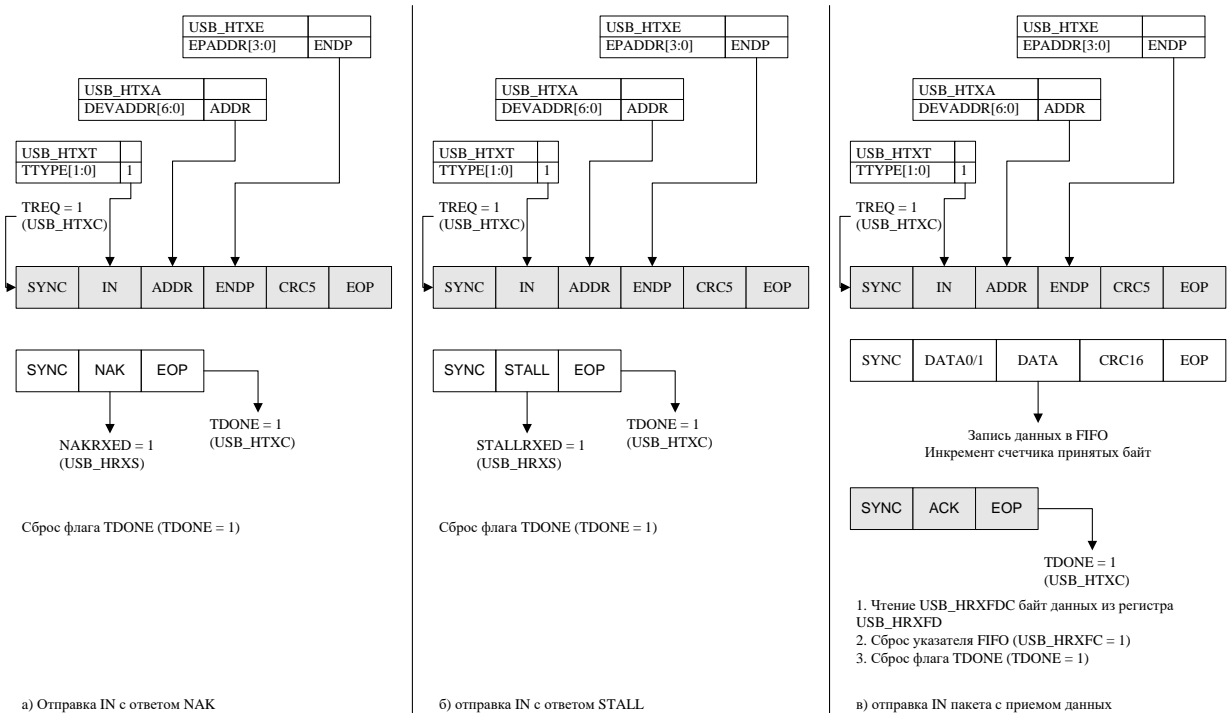 USB_HTXE
EPADDR[3:0] ENDP
USB_HTXA
DEVADDR[6:0] ADDR
USB_HTXT
TTYPE[1:0] 1
TREQ = 1
(USB_HTXC)
SYNC IN ADDR ENDP CRC5 EOP
SYNC NAK EOP
NAKRXED = 1
(USB_HRXS)
TDONE = 1
(USB_HTXC)
Сброс флага TDONE (TDONE = 1)
а) Отправка IN с ответом NAK
USB_HTXE
EPADDR[3:0] ENDP
USB_HTXA
DEVADDR[6:0] ADDR
USB_HTXT
TTYPE[1:0] 1
TREQ = 1
(USB_HTXC)
SYNC IN ADDR ENDP CRC5 EOP
SYNC STALL EOP
STALLRXED = 1
(USB_HRXS)
TDONE = 1
(USB_HTXC)
Сброс флага TDONE (TDONE = 1)
б) отправка IN с ответом STALL
USB_HTXE
EPADDR[3:0] ENDP
USB_HTXA
DEVADDR[6:0] ADDR
USB_HTXT
TTYPE[1:0] 1
TREQ = 1
(USB_HTXC)
SYNC IN ADDR ENDP CRC5 EOP
SYNC DATA0/1 DATA CRC16 EOP
Запись данных в FIFO
Инкремент счетчика принятых байт
SYNC ACK EOP
TDONE = 1
(USB_HTXC)
1. Чтение USB_HRXFDC байт данных из регистра
USB_HRXFD
2. Сброс указателя FIFO (USB_HRXFC = 1)
3. Сброс флага TDONE (TDONE = 1)
в) отправка IN пакета с приемом данных